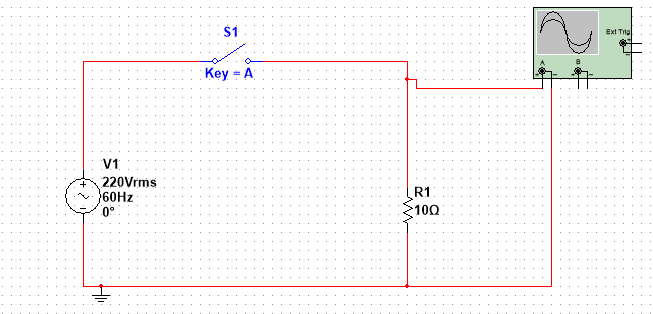 S1
Key = A
Ext Trig
+
−
A
B
+ − + −
V1
220Vrms
60Hz
0°
+
−
R1
10Ω